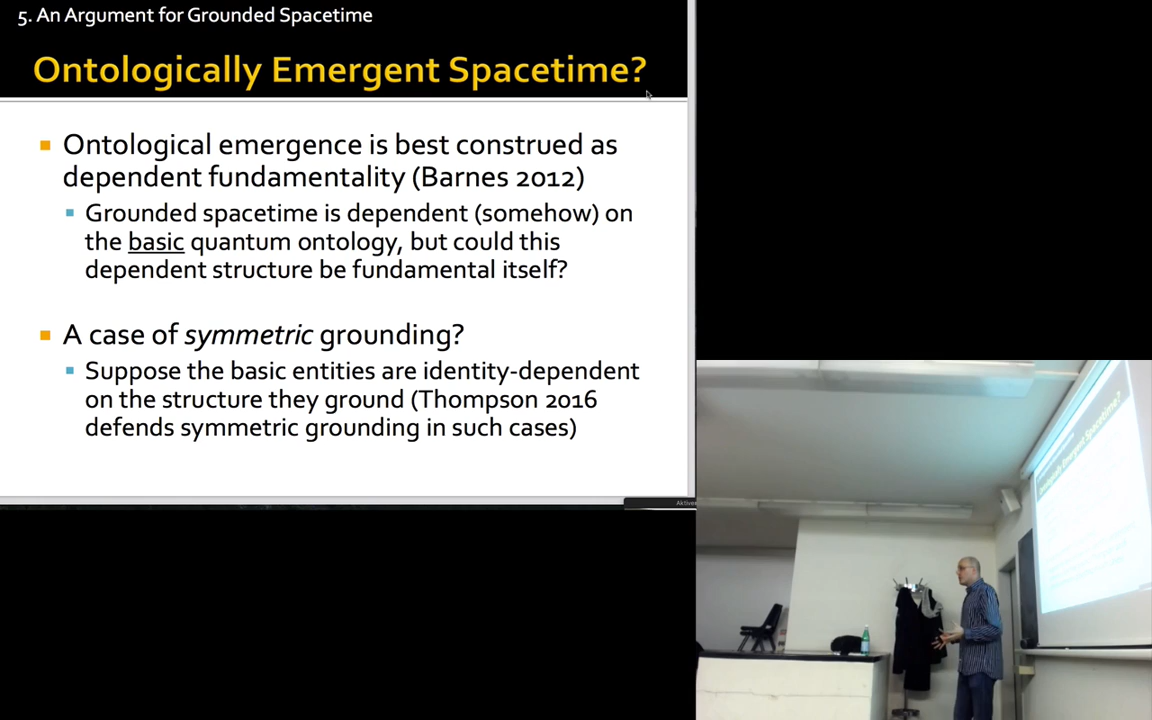 5. An Argument for Grounded Spacetime
Ontologically Emergent Spacetime?
Ontological emergence is best construed as
dependent fundamentality (Barnes 2012)
Grounded spacetime is dependent (somehow) on
the basic quantum ontology, but could this
dependent structure be fundamental itself?
A case of symmetric grounding?
Suppose the basic entities are identity-dependent
on the structure they ground (Thompson 2016
defends symmetric grounding in such cases)
Ontologically Emergent Spacetime?